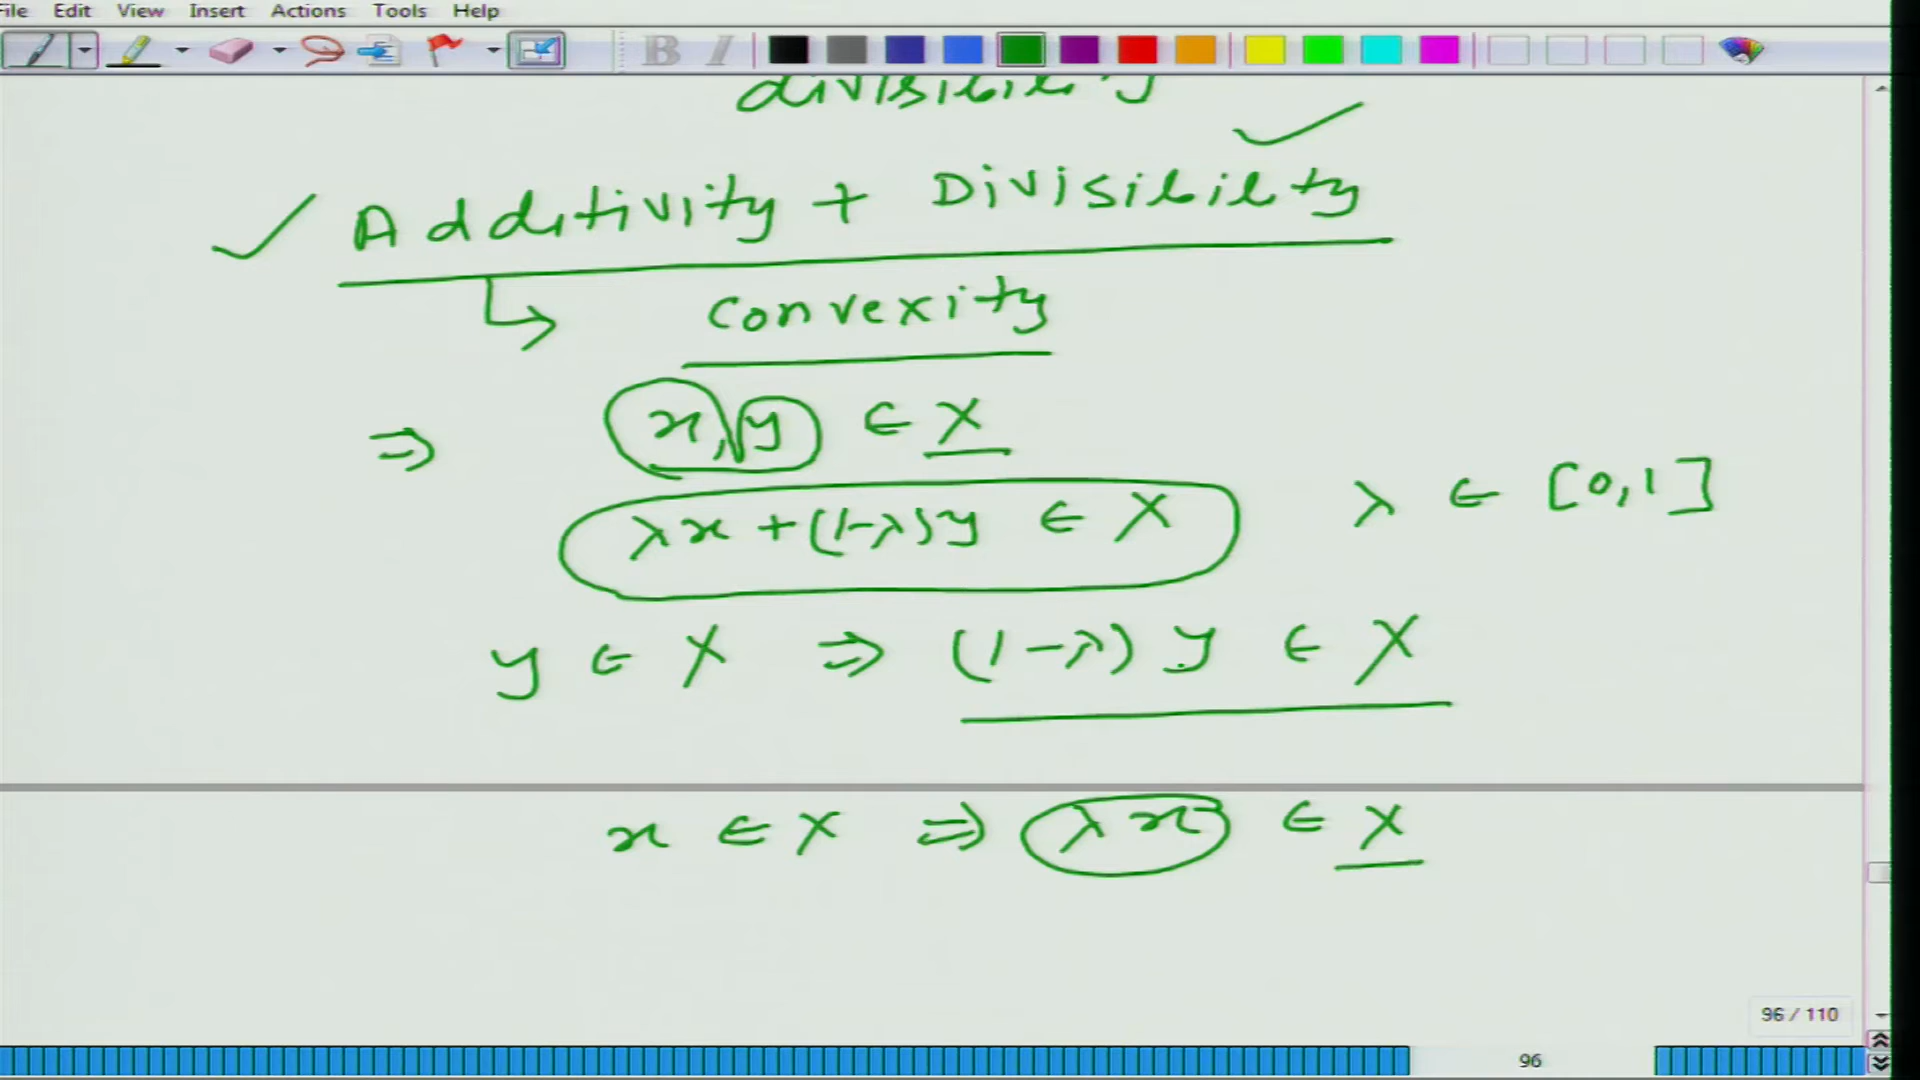 File Edit View Insert Actions Tools Help
divisibility
Additivity + Divisibility
convexity
⇒ x, y ∈ X
λx + (1-λ)y ∈ X λ ∈ [0,1]
y ∈ X ⇒ (1-λ) y ∈ X
x ∈ X ⇒ λx ∈ X
96 / 110
96